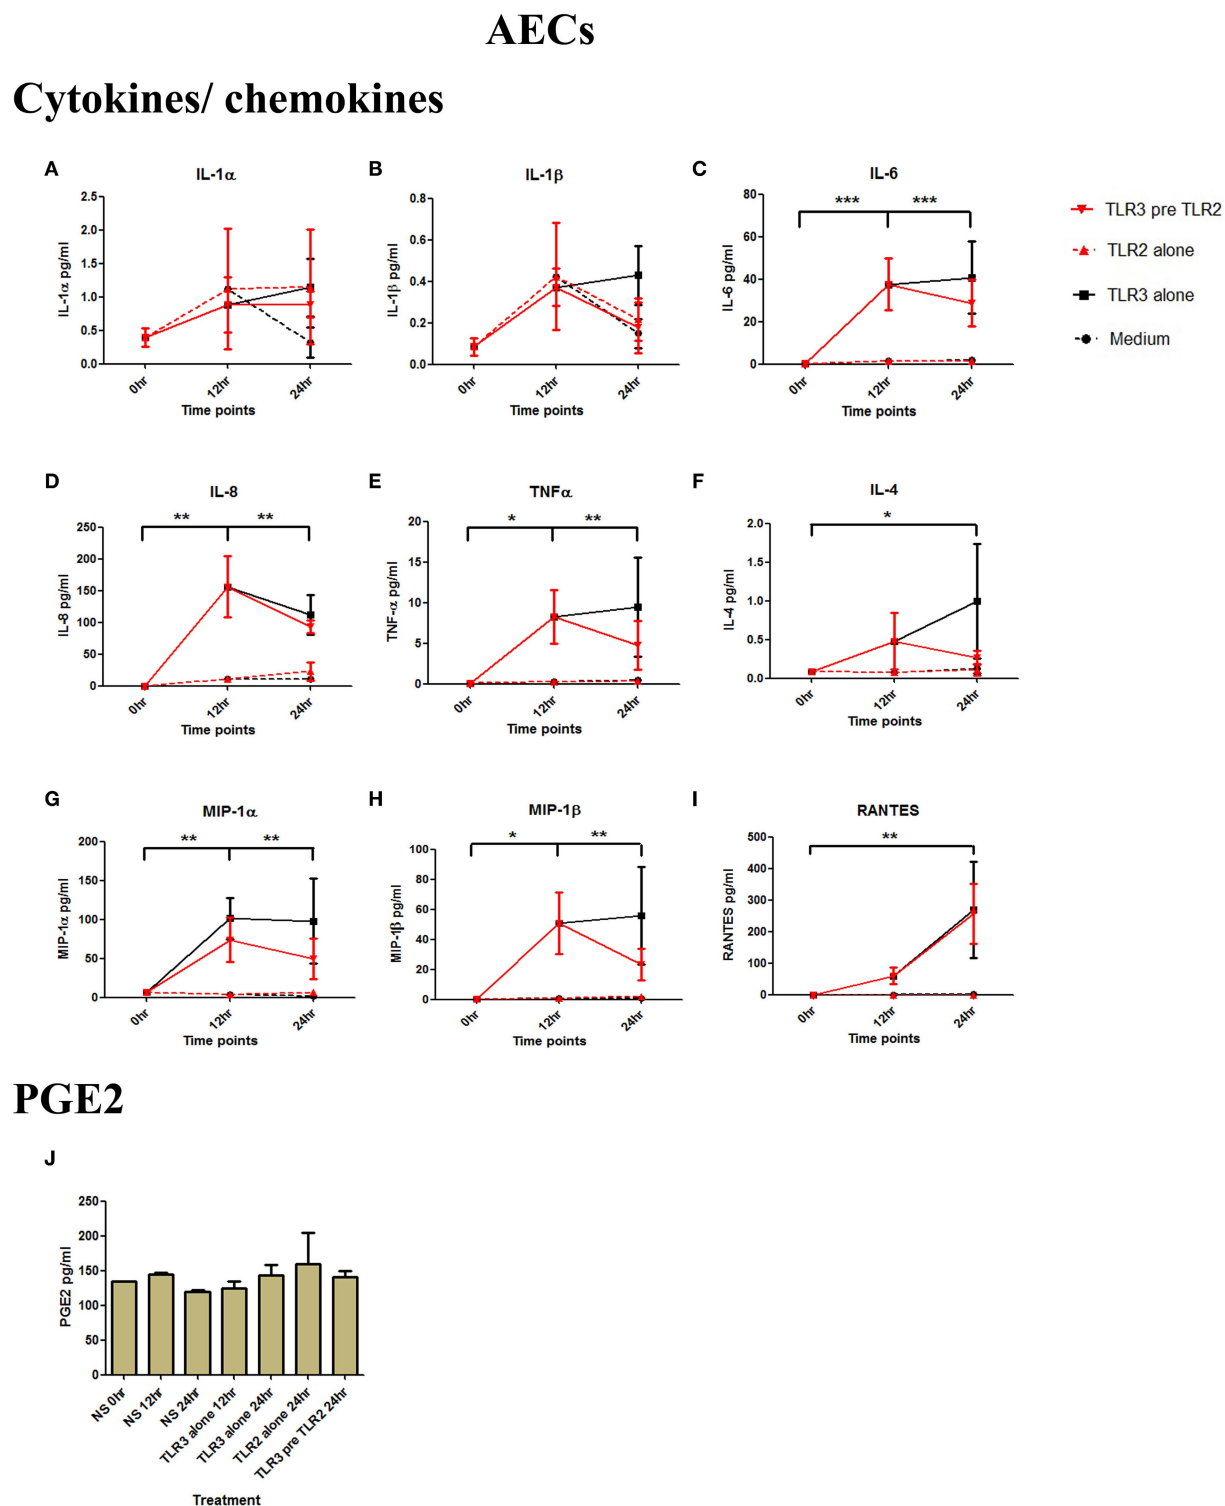 AECs
Cytokines/ chemokines
A
IL-1α
IL-1α pg/ml
2.5
2.0
1.5
1.0
0.5
0.0
0hr
12hr
24hr
Time points
B
IL-1β
IL-1β pg/ml
0.8
0.6
0.4
0.2
0.0
0hr
12hr
24hr
Time points
C
IL-6
*** ***
IL-6 pg/ml
80
60
40
20
0
0hr
12hr
24hr
Time points
TLR3 pre TLR2
TLR2 alone
TLR3 alone
Medium
D
IL-8
** **
IL-8 pg/ml
250
200
150
100
50
0
0hr
12hr
24hr
Time points
E
TNFα
* **
TNF-α pg/ml
20
15
10
5
0
0hr
12hr
24hr
Time points
F
IL-4
*
IL-4 pg/ml
2.0
1.5
1.0
0.5
0.0
0hr
12hr
24hr
Time points
G
MIP-1α
** **
MIP-1α pg/ml
200
150
100
50
0
0hr
12hr
24hr
Time points
H
MIP-1β
* **
MIP-1β pg/ml
100
80
60
40
20
0
0hr
12hr
24hr
Time points
I
RANTES
**
RANTES pg/ml
500
400
300
200
100
0
0hr
12hr
24hr
Time points
PGE2
J
PGE2 pg/ml
250
200
150
100
50
0
NS 0hr
NS 12hr
NS 24hr
TLR3 alone 12hr
TLR3 alone 24hr
TLR2 alone 24hr
TLR3 pre TLR2 24hr
Treatment